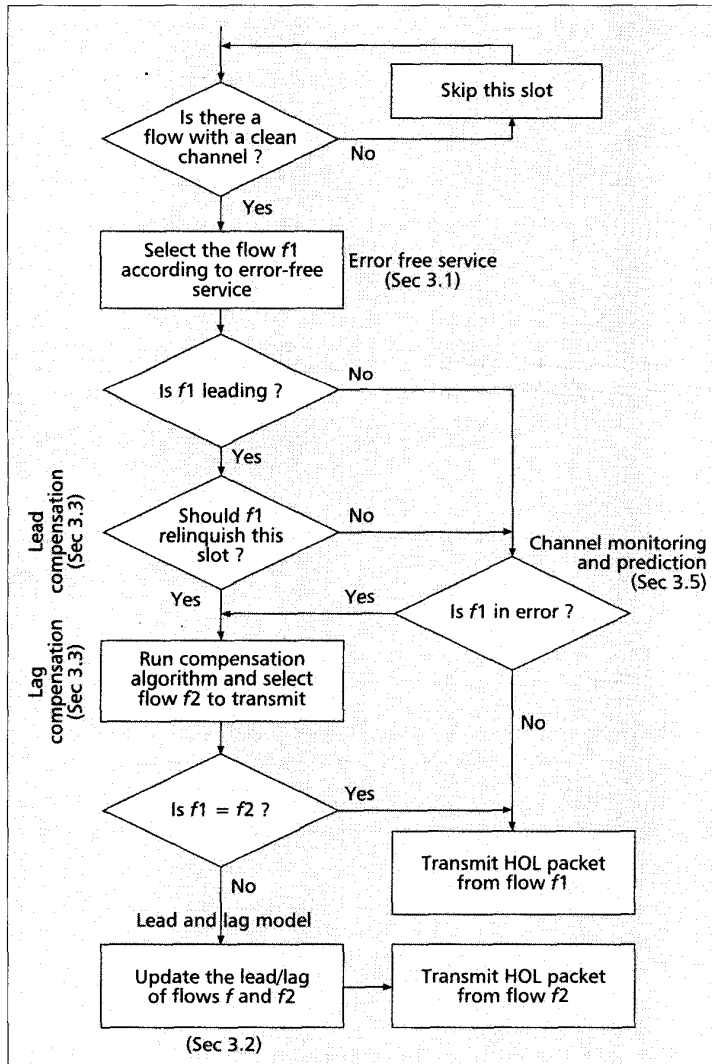 Skip this slot
Is there a
flow with a clean
channel ?
No
Yes
Select the flow f1
according to error-free
service
Error free service
(Sec 3.1)
Is f1 leading ?
No
Yes
Lead
compensation
(Sec 3.3)
Should f1
relinquish this
slot ?
No
Channel monitoring
and prediction
(Sec 3.5)
Yes
Yes
Is f1 in error ?
Lag
compensation
(Sec 3.3)
Run compensation
algorithm and select
flow f2 to transmit
No
Is f1 = f2 ?
Yes
Transmit HOL packet
from flow f1
No
Lead and lag model
Update the lead/lag
of flows f and f2
Transmit HOL packet
from flow f2
(Sec 3.2)